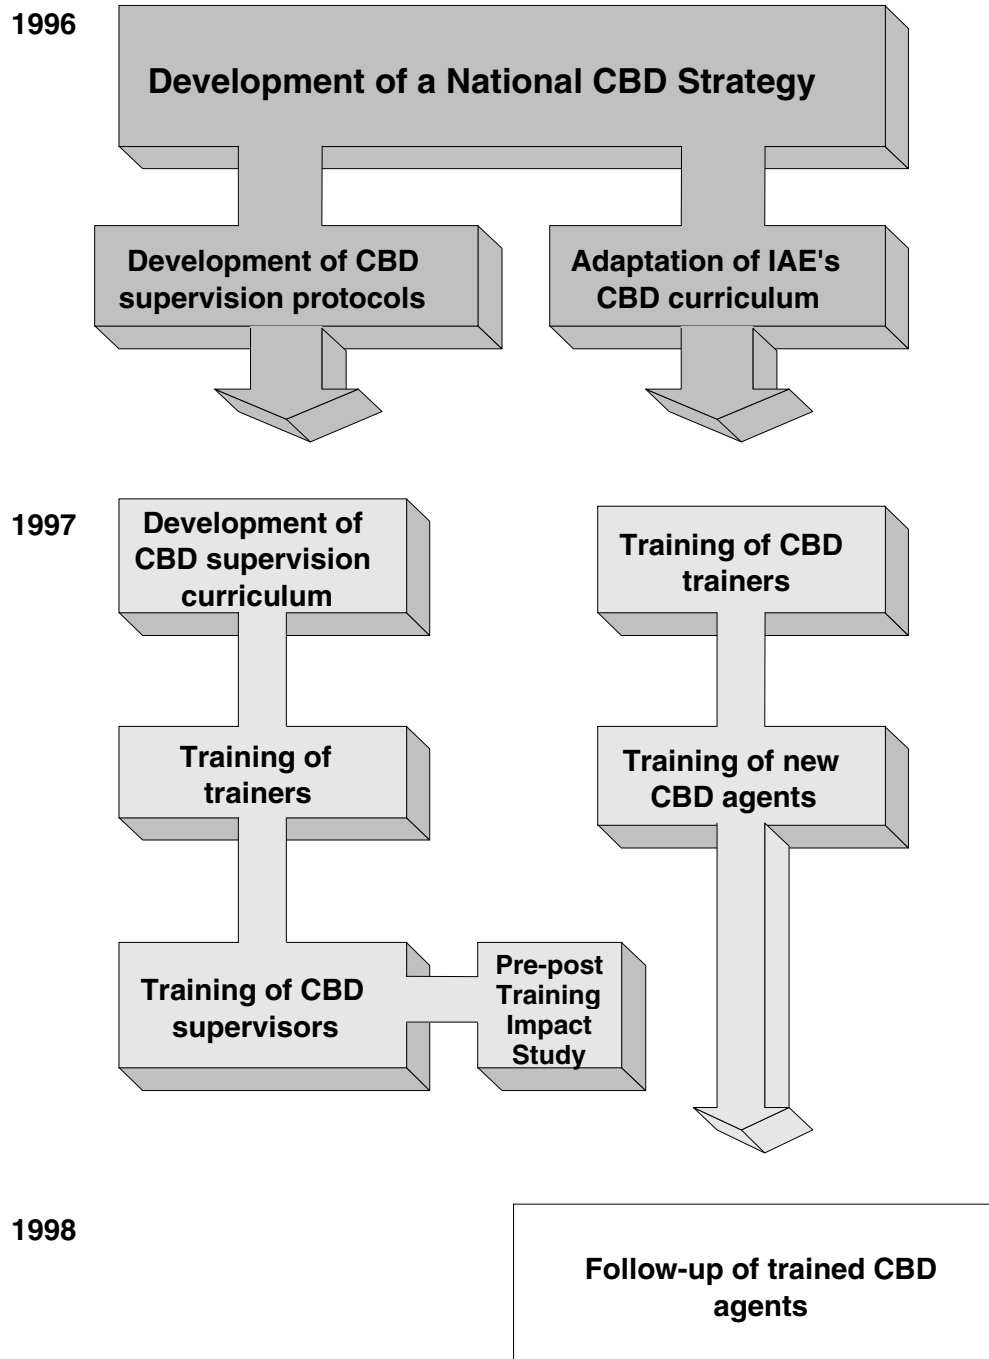 1996
Development of a National CBD Strategy
Development of CBD
supervision protocols
Adaptation of IAE's
CBD curriculum
1997
Development of
CBD supervision
curriculum
Training of CBD
trainers
Training of
trainers
Training of new
CBD agents
Training of CBD
supervisors
Pre-post
Training
Impact
Study
1998
Follow-up of trained CBD
agents